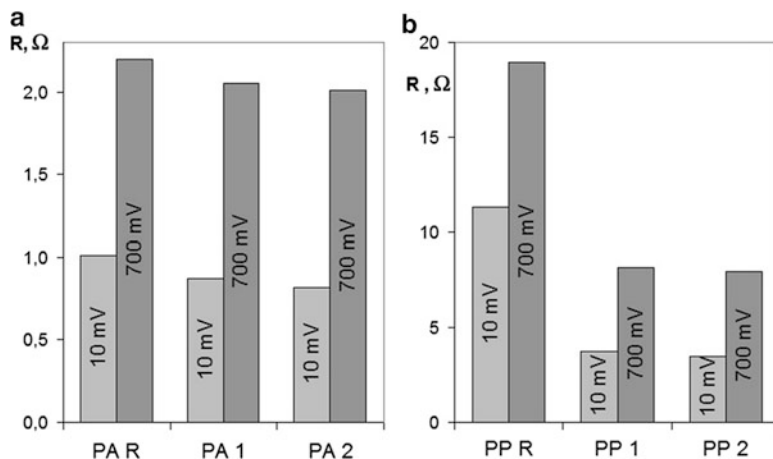 a
R, Ω
2,0
1,5
1,0
0,5
0,0
10 mV
700 mV
10 mV
700 mV
10 mV
700 mV
PA R
PA 1
PA 2
b
20
R , Ω
15
10
5
0
10 mV
700 mV
10 mV
700 mV
10 mV
700 mV
PP R
PP 1
PP 2